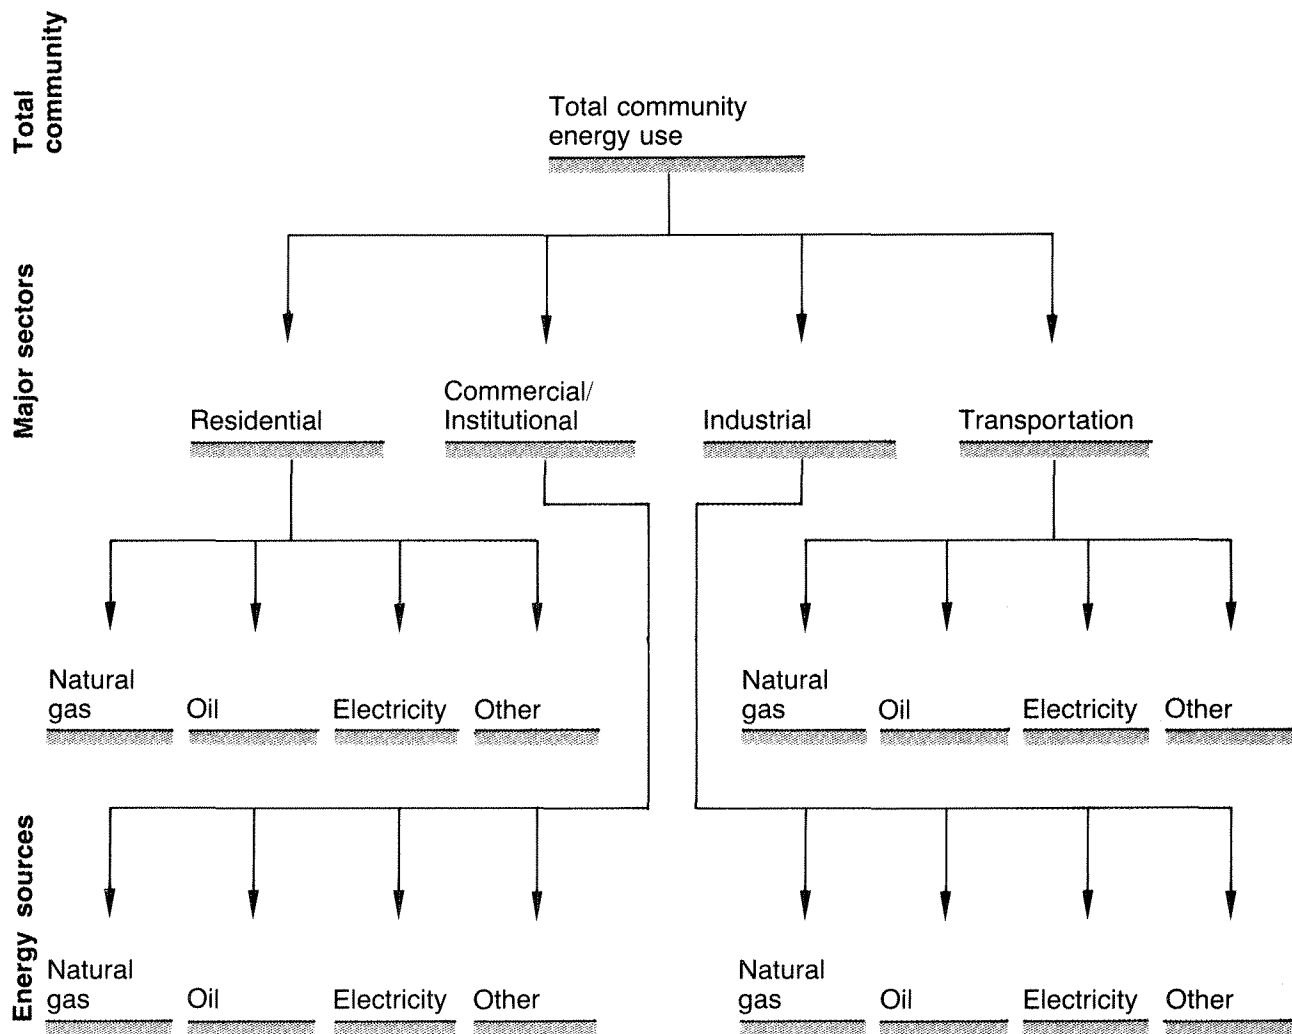 Total
community
Total community
energy use
Major sectors
Residential
Commercial/
Institutional
Industrial
Transportation
Natural
gas
Oil
Electricity
Other
Natural
gas
Oil
Electricity
Other
Energy sources
Natural
gas
Oil
Electricity
Other
Natural
gas
Oil
Electricity
Other